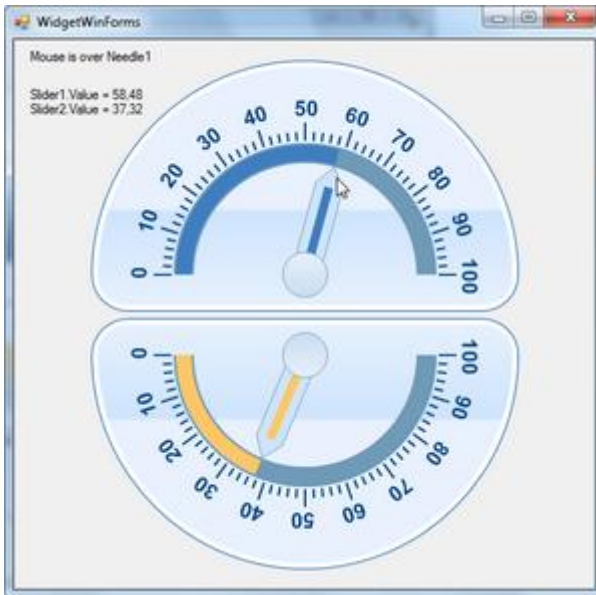 WidgetWinForms
Mouse is over Needle1
Slider1.Value = 58,48
Slider2.Value = 37,32
0 10 20 30 40 50 60 70 80 90 100
0 10 20 30 40 50 60 70 80 90 100